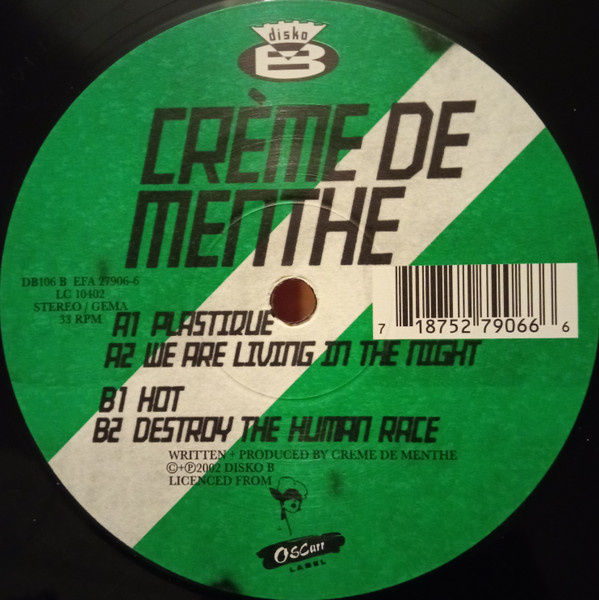 disko
B
CRÈME DE
MENTHE
DB106 B EFA 27906-6
LC 10402
STEREO / GEMA
33 RPM
7 18752 79066 6
A1 PLASTIQUE
A2 WE ARE LIVING IN THE NIGHT
B1 HOT
B2 DESTROY THE HUMAN RACE
WRITTEN + PRODUCED BY CREME DE MENTHE
©+℗2002 DISKO B
LICENCED FROM
OSCarr
LABEL